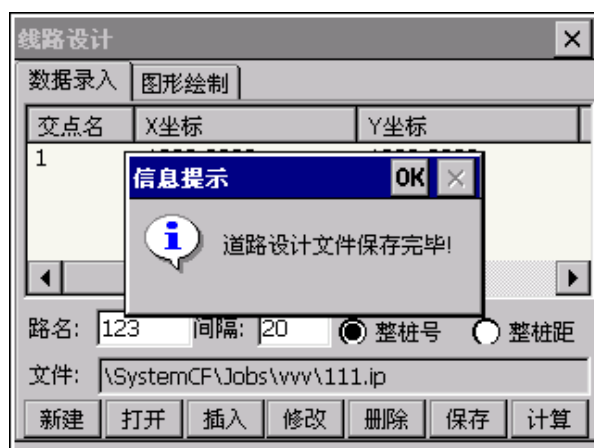 线路设计
数据录入 图形绘制
交点名 X坐标 Y坐标
1
信息提示 OK
道路设计文件保存完毕!
路名: 123 间隔: 20 整桩号 整桩距
文件: \SystemCF\Jobs\vvv\111.ip
新建 打开 插入 修改 删除 保存 计算